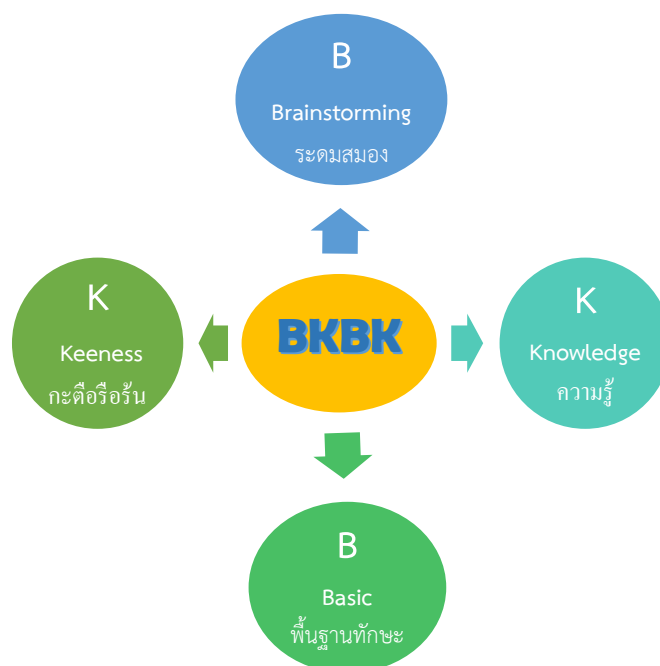 B
Brainstorming
ระดมสมอง
K
Keeness
กะตือรือร้น
BKBK
K
Knowledge
ความรู้
B
Basic
พื้นฐานทักษะ